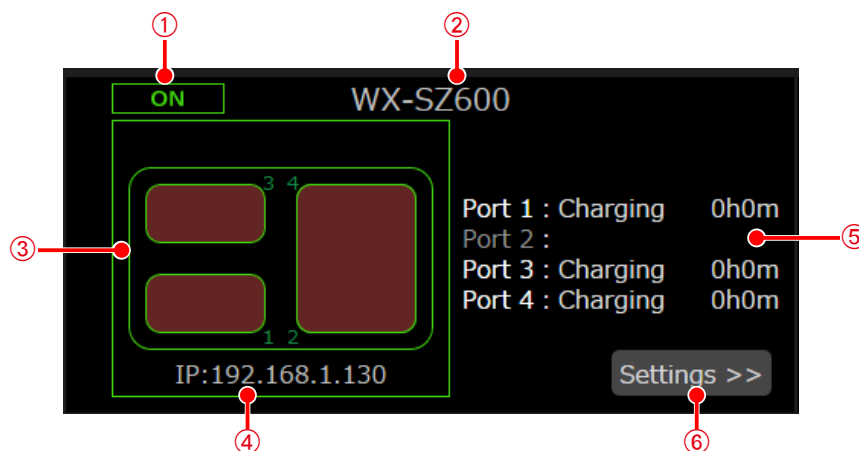 ① ②
ON WX-SZ600
3 4
Port 1 : Charging 0h0m
③ Port 2 : ⑤
Port 3 : Charging 0h0m
Port 4 : Charging 0h0m
1 2
IP:192.168.1.130 Settings >>
④ ⑥